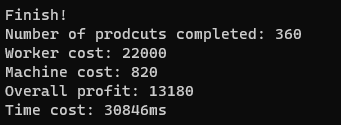 Finish!
Number of prodcuts completed: 360
Worker cost: 22000
Machine cost: 820
Overall profit: 13180
Time cost: 30846ms